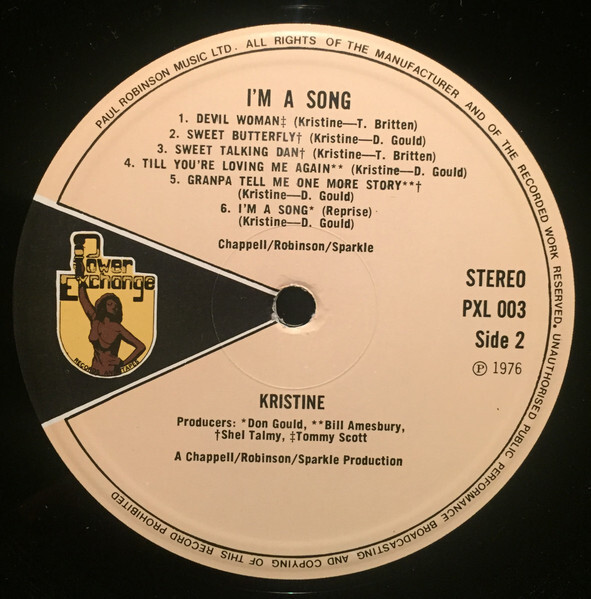 PAUL ROBINSON MUSIC LTD. ALL RIGHTS OF THE MANUFACTURER AND OF THE RECORDED WORK RESERVED. UNAUTHORISED PUBLIC PERFORMANCE BROADCASTING AND COPYING OF THIS RECORD PROHIBITED
I'M A SONG
1. DEVIL WOMAN‡ (Kristine—T. Britten)
2. SWEET BUTTERFLY† (Kristine—D. Gould)
3. SWEET TALKING DAN† (Kristine—T. Britten)
4. TILL YOU'RE LOVING ME AGAIN** (Kristine—D. Gould)
5. GRANPA TELL ME ONE MORE STORY**†
(Kristine—D. Gould)
6. I'M A SONG* (Reprise)
(Kristine—D. Gould)
Chappell/Robinson/Sparkle
Power
Exchange
STEREO
PXL 003
Side 2
℗ 1976
KRISTINE
Producers: *Don Gould, **Bill Amesbury,
†Shel Talmy, ‡Tommy Scott
A Chappell/Robinson/Sparkle Production